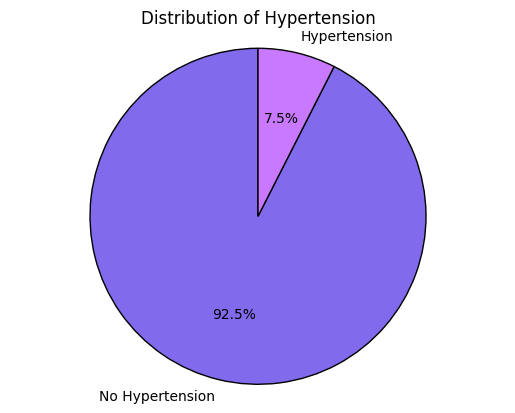 Distribution of Hypertension
Hypertension
7.5%
92.5%
No Hypertension